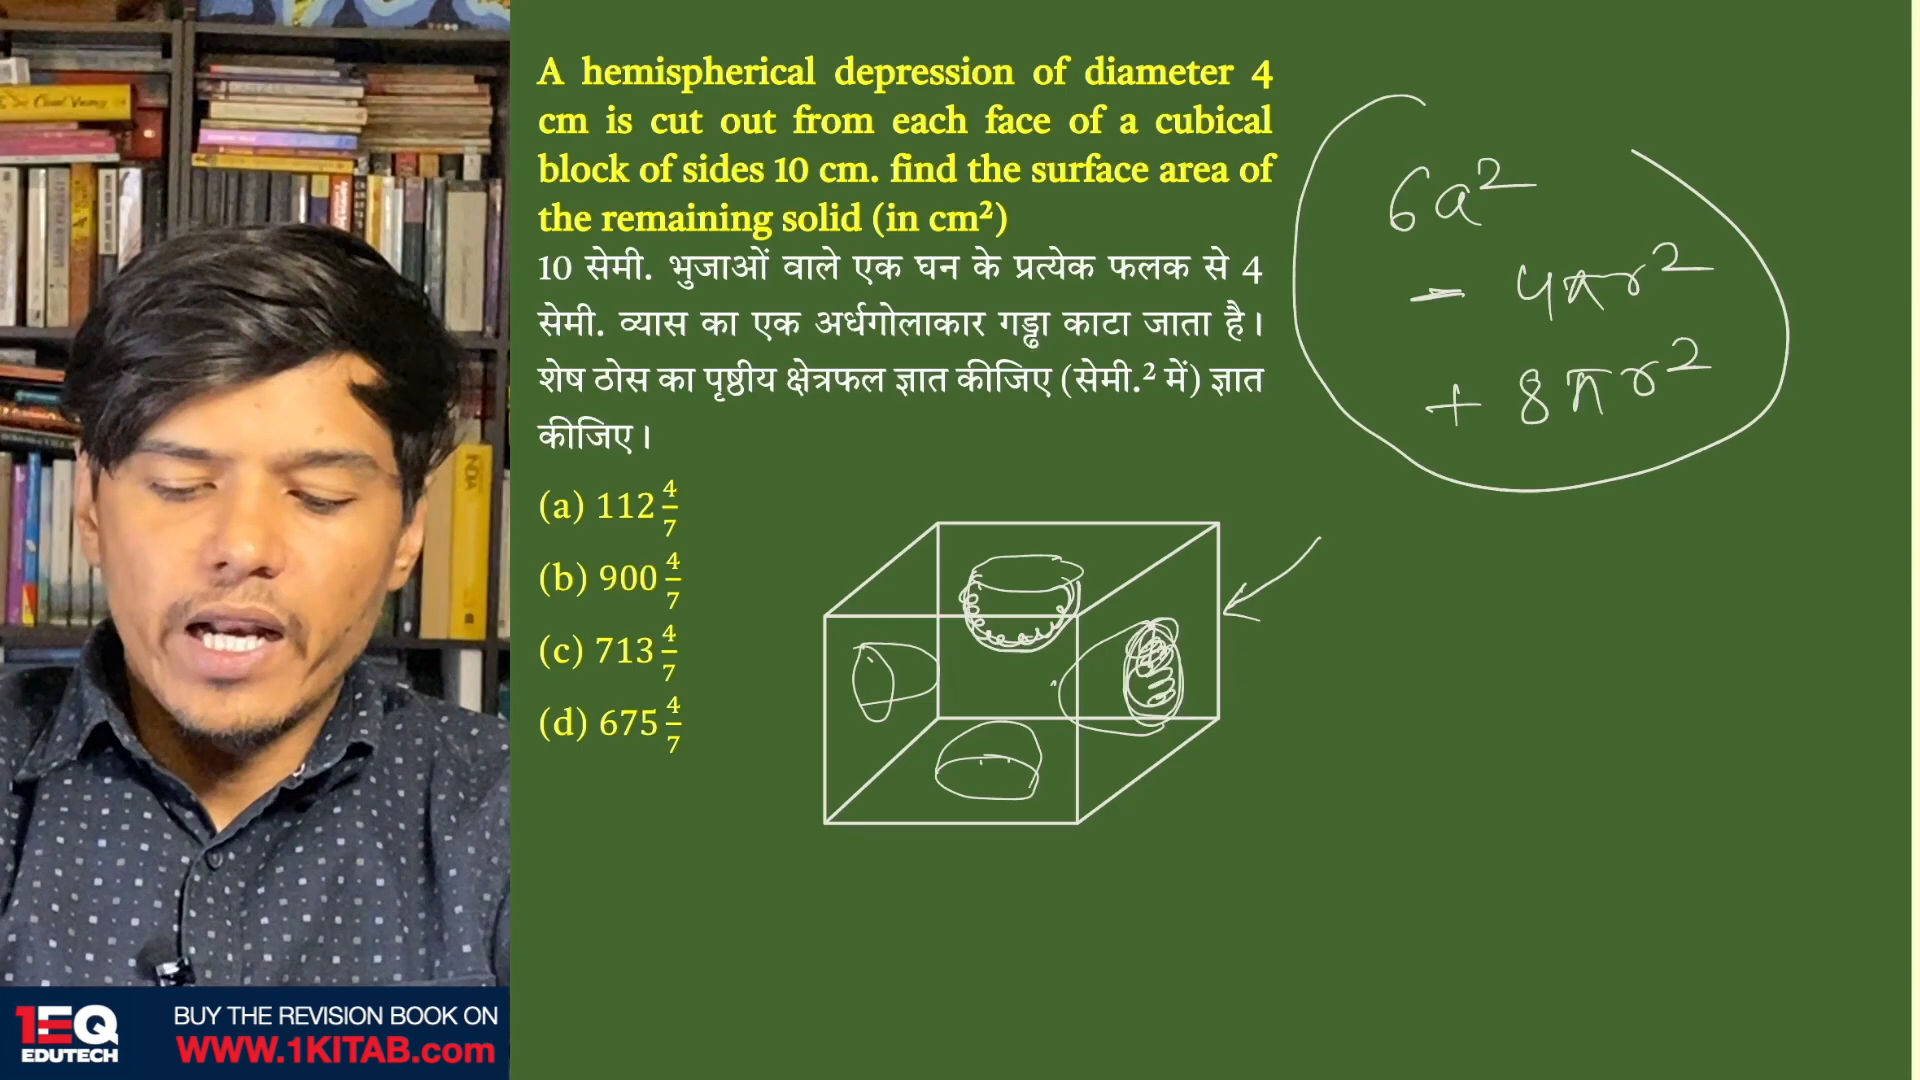 A hemispherical depression of diameter 4
cm is cut out from each face of a cubical
block of sides 10 cm. find the surface area of
the remaining solid (in cm²)
10 सेमी. भुजाओं वाले एक घन के प्रत्येक फलक से 4
सेमी. व्यास का एक अर्धगोलाकार गड्ढा काटा जाता है।
शेष ठोस का पृष्ठीय क्षेत्रफल ज्ञात कीजिए (सेमी.² में) ज्ञात
कीजिए।
(a) 112 4/7
(b) 900 4/7
(c) 713 4/7
(d) 675 4/7
6a²
- 4πr²
+ 8πr²
NDA
1EQ
EDUTECH
BUY THE REVISION BOOK ON
WWW.1KITAB.com